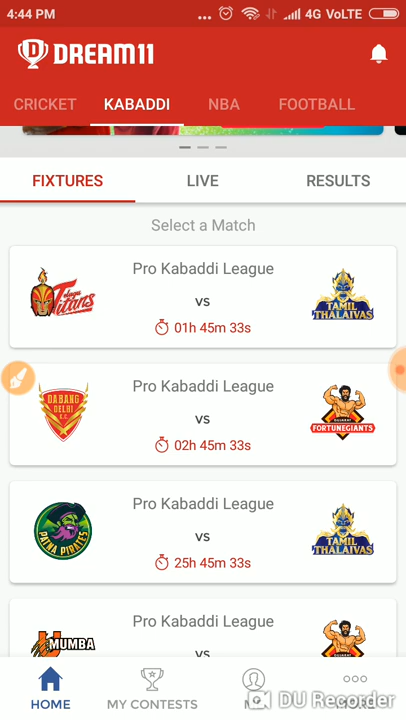 4:44 PM ... 4G VoLTE
D DREAM11
CRICKET KABADDI NBA FOOTBALL
FIXTURES LIVE RESULTS
Select a Match
Pro Kabaddi League
Telugu Titans
vs
TAMIL THALAIVAS
01h 45m 33s
Pro Kabaddi League
DABANG DELHI K.C.
vs
GUJARAT FORTUNEGIANTS
02h 45m 33s
Pro Kabaddi League
PATNA PIRATES
vs
TAMIL THALAIVAS
25h 45m 33s
Pro Kabaddi League
U MUMBA
vs
HOME MY CONTESTS
DU Recorder